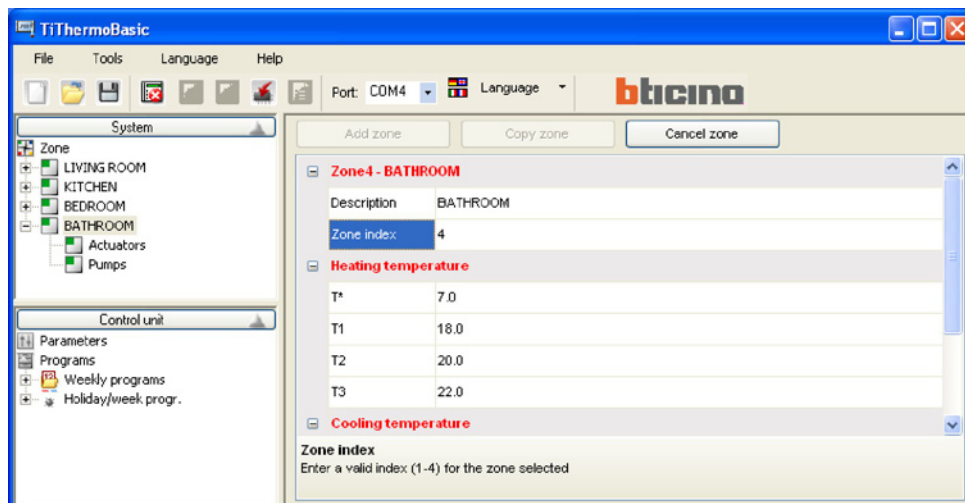 TiThermoBasic
File Tools Language Help
Port: COM4 Language bticino
System
Zone
LIVING ROOM
KITCHEN
BEDROOM
BATHROOM
Actuators
Pumps
Control unit
Parameters
Programs
Weekly programs
Holiday/week progr.
Add zone Copy zone Cancel zone
Zone4 - BATHROOM
Description BATHROOM
Zone index 4
Heating temperature
T* 7.0
T1 18.0
T2 20.0
T3 22.0
Cooling temperature
Zone index
Enter a valid index (1-4) for the zone selected